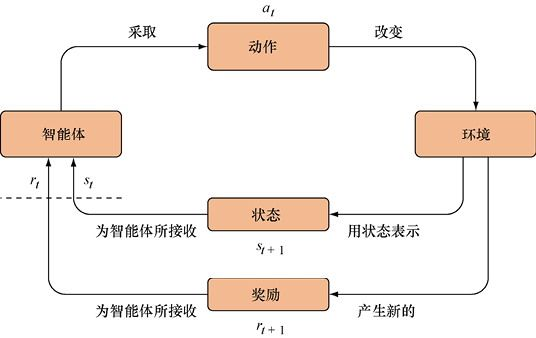 a_t
采取
动作
改变
智能体
环境
r_t
s_t
状态
为智能体所接收
用状态表示
s_{t+1}
奖励
为智能体所接收
产生新的
r_{t+1}